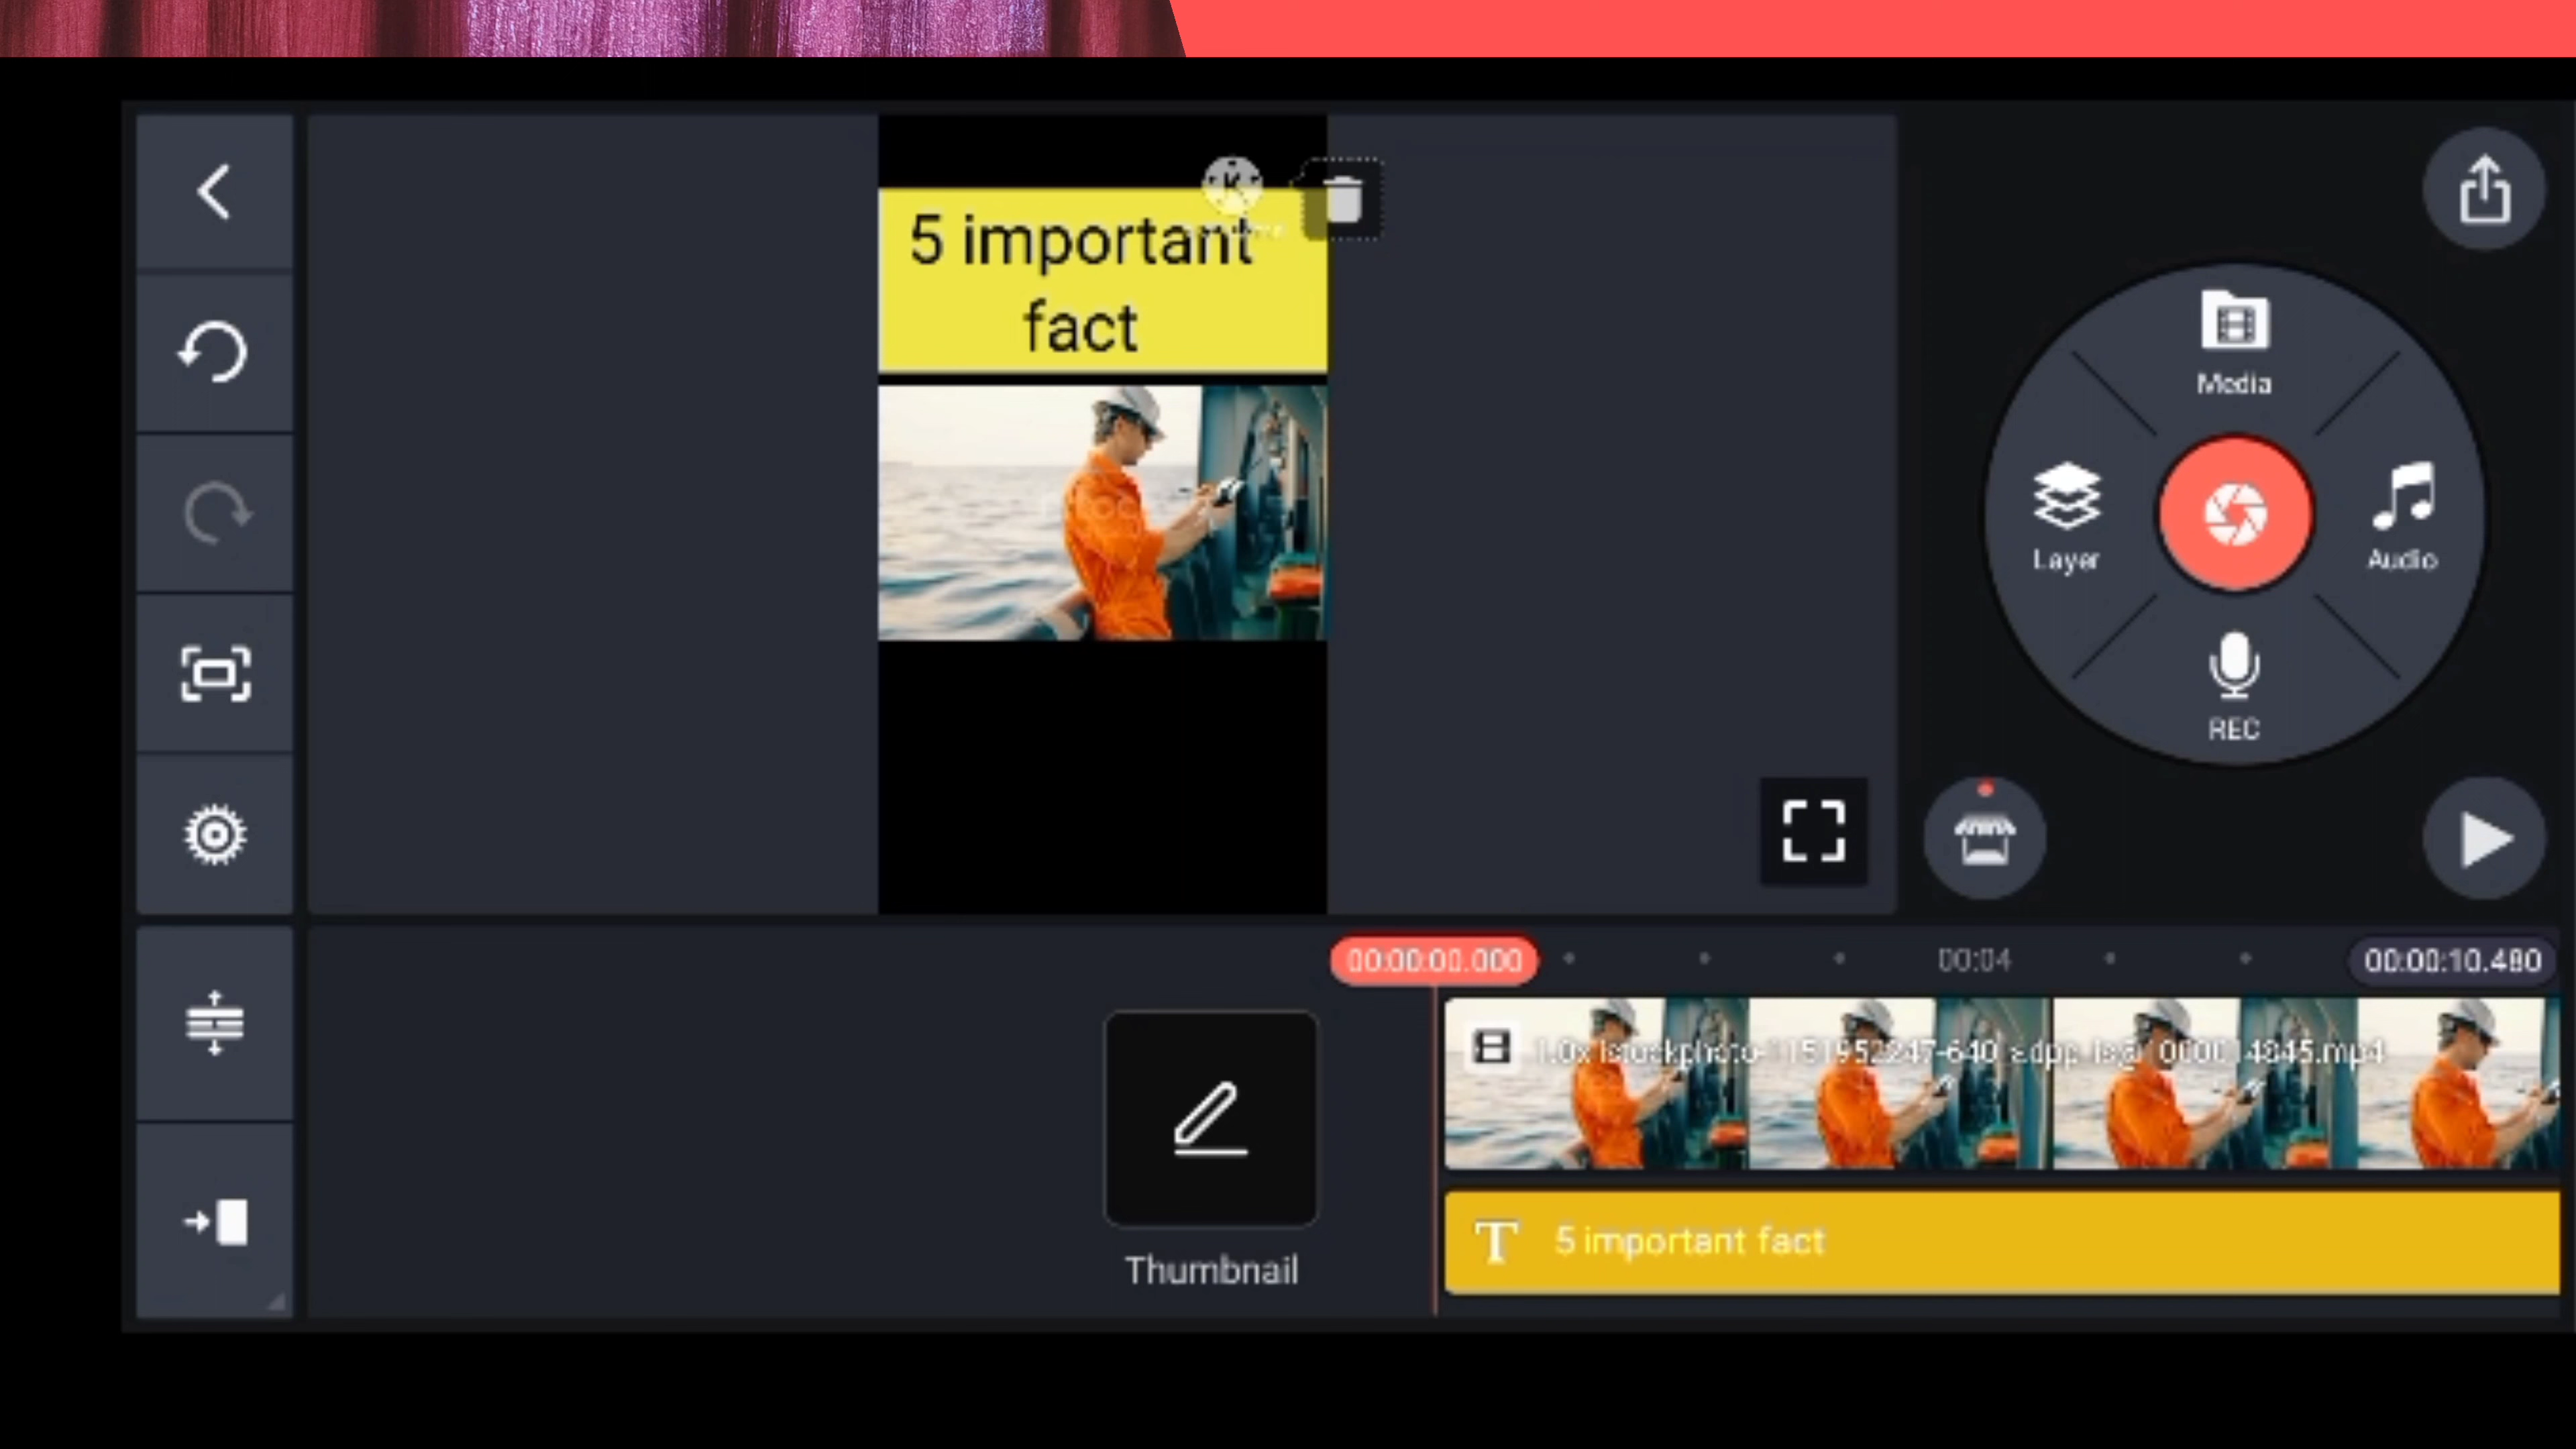 5 important
fact
Media
Layer
Audio
REC
00:00:00.000
00:04
00:00:10.480
Thumbnail
5 important fact